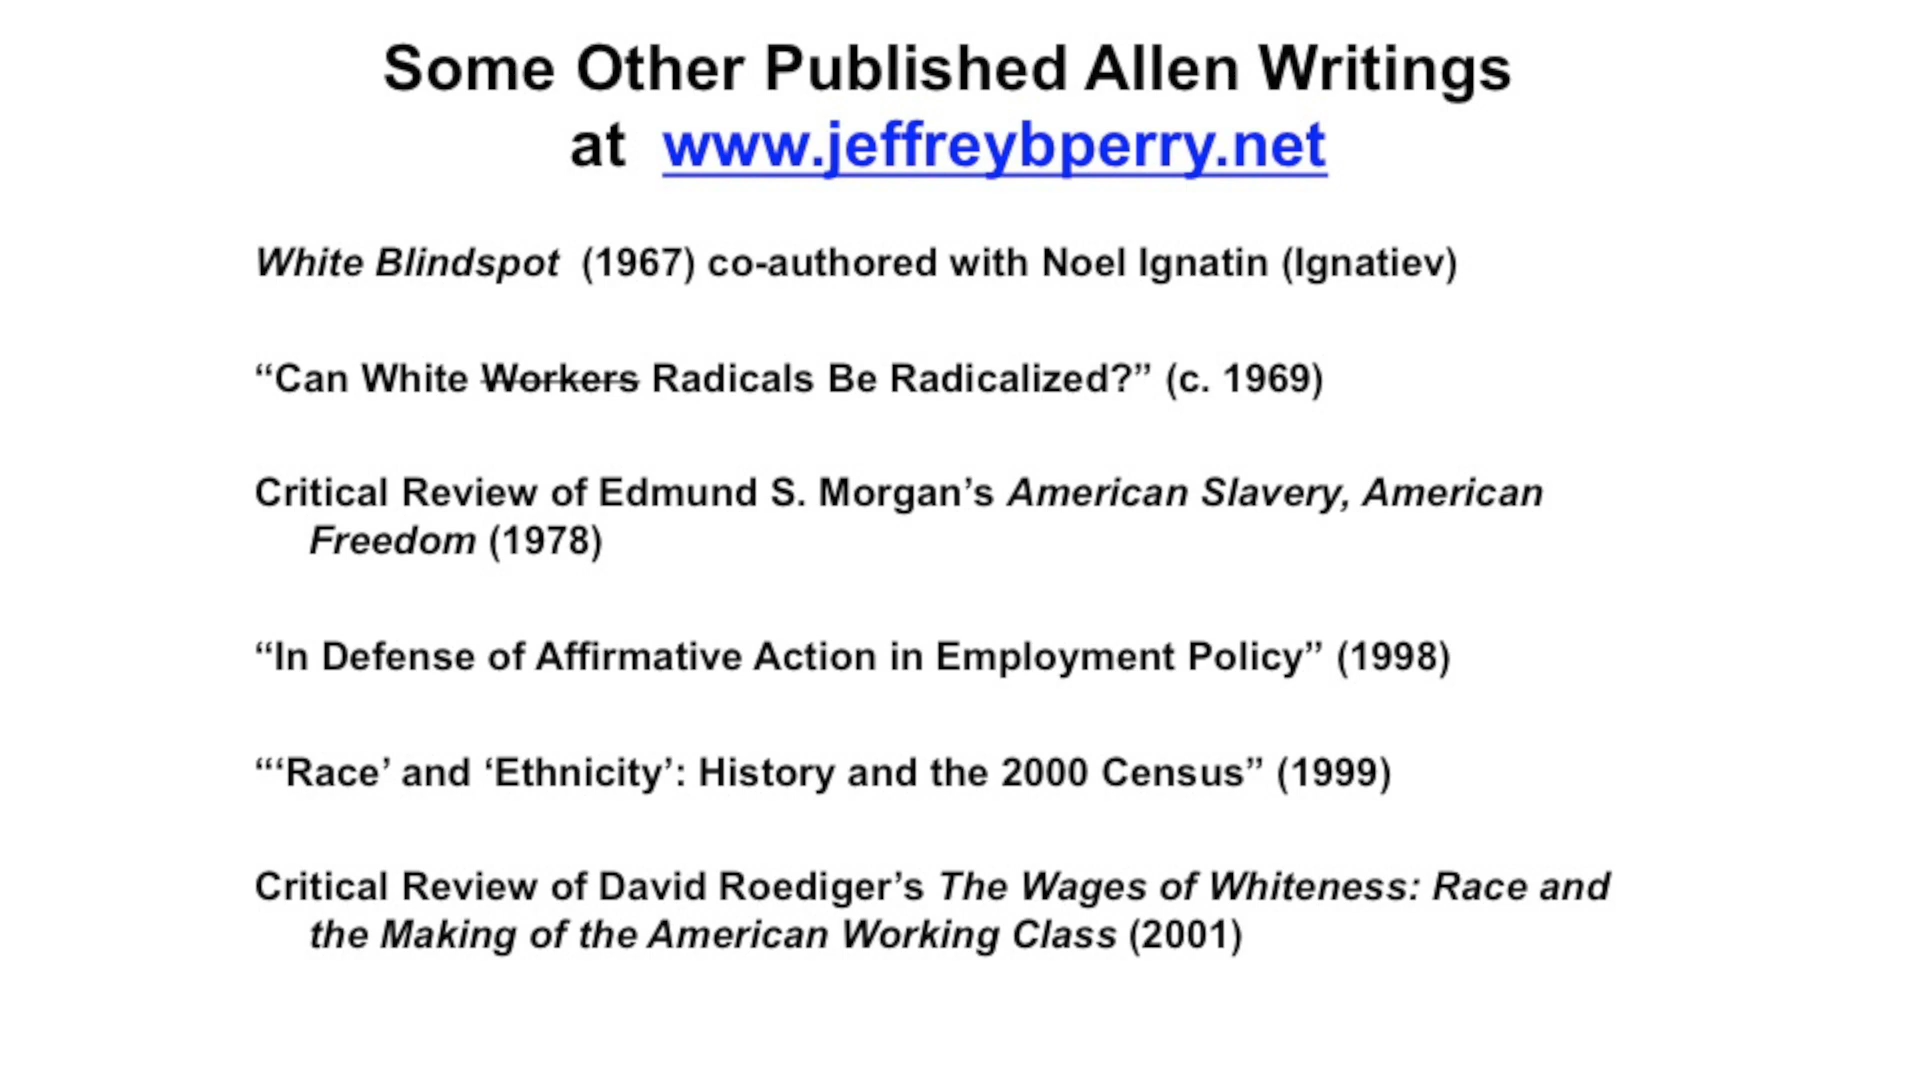 Some Other Published Allen Writings
at www.jeffreybperry.net
White Blindspot (1967) co-authored with Noel Ignatin (Ignatiev)
“Can White Workers Radicals Be Radicalized?” (c. 1969)
Critical Review of Edmund S. Morgan’s American Slavery, American
Freedom (1978)
“In Defense of Affirmative Action in Employment Policy” (1998)
“‘Race’ and ‘Ethnicity’: History and the 2000 Census” (1999)
Critical Review of David Roediger’s The Wages of Whiteness: Race and
the Making of the American Working Class (2001)